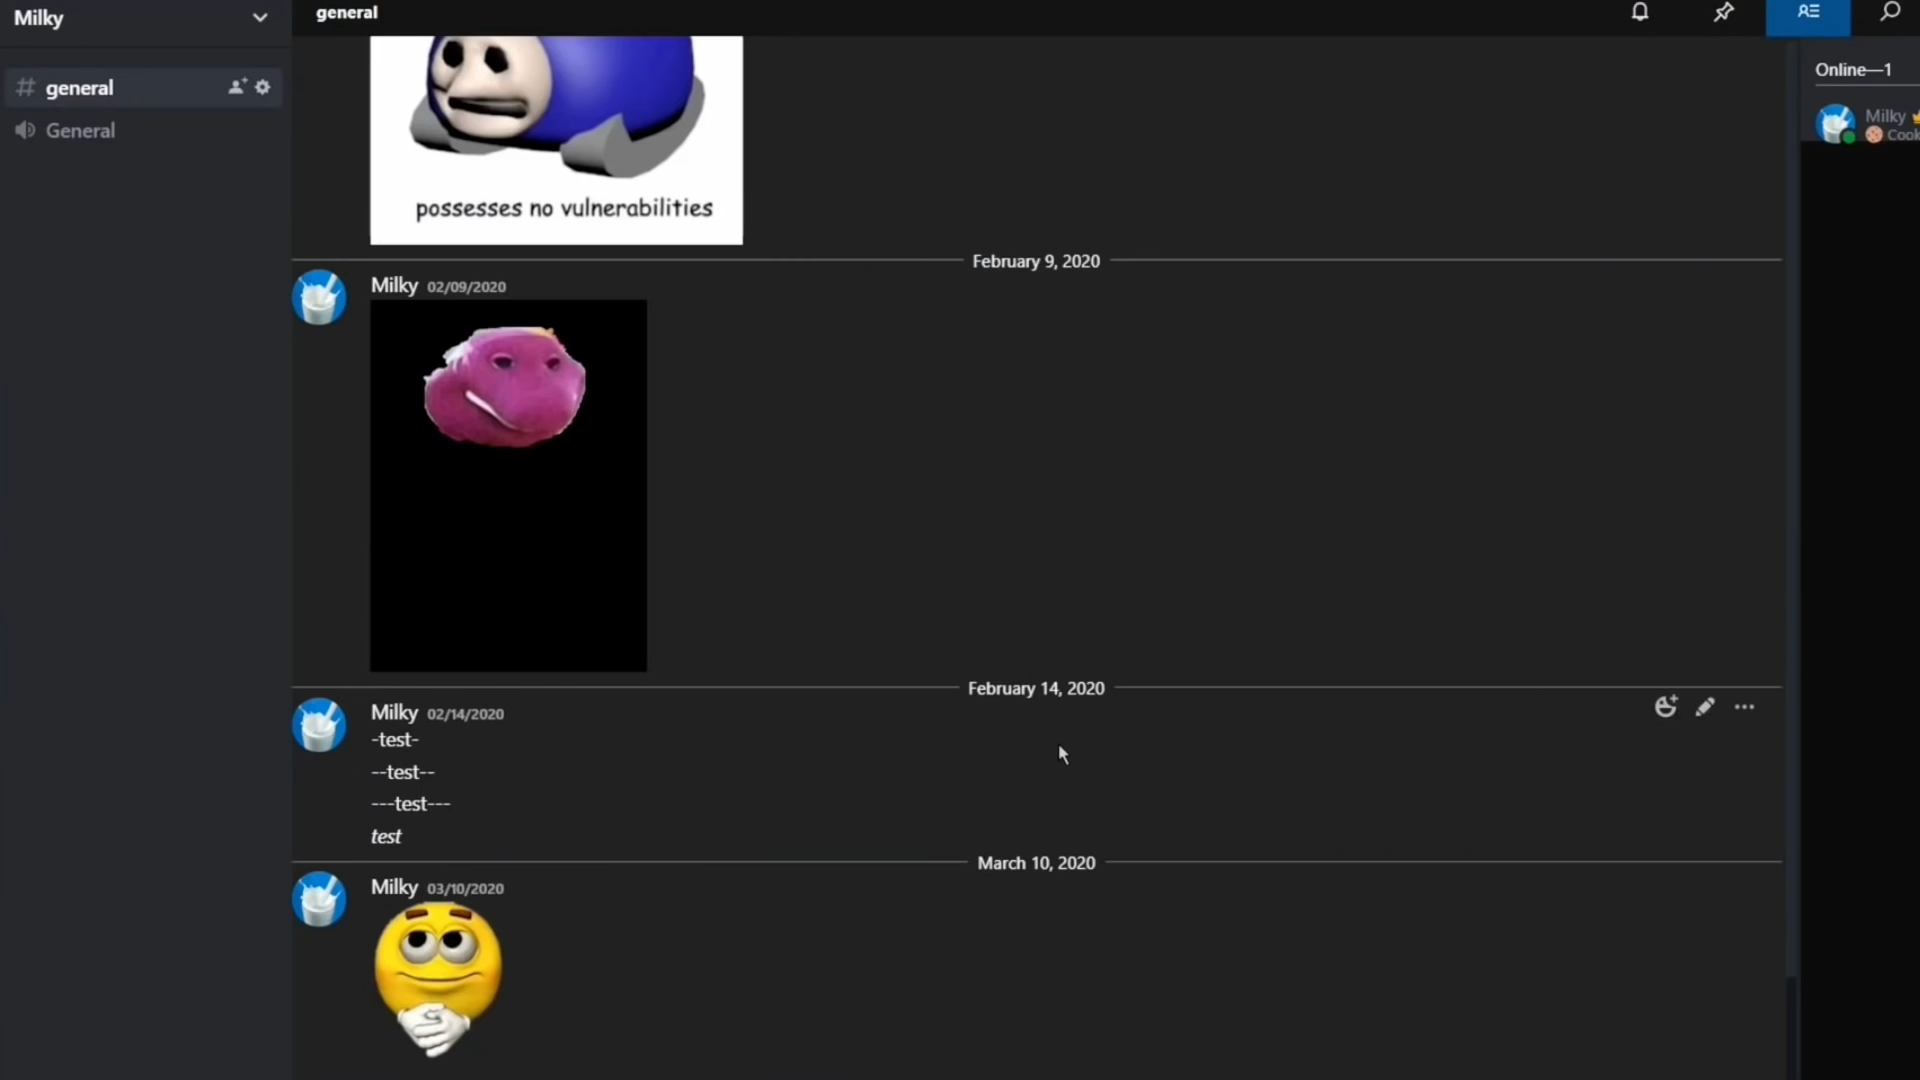 Milky
general
general
General
possesses no vulnerabilities
February 9, 2020
Milky 02/09/2020
February 14, 2020
Milky 02/14/2020
-test-
--test--
---test---
test
March 10, 2020
Milky 03/10/2020
Online—1
Milky
Cook